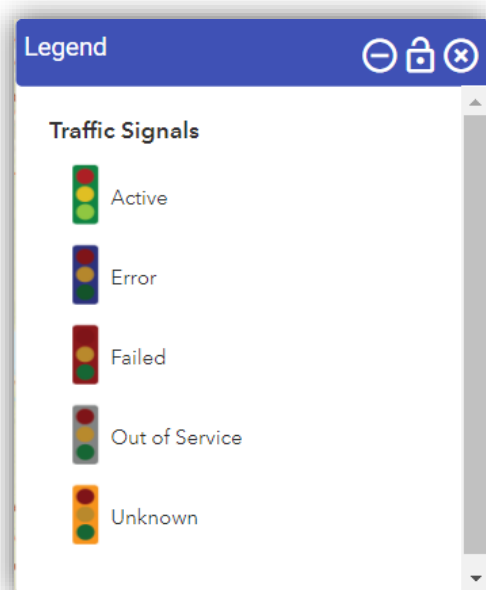 Legend
Traffic Signals
Active
Error
Failed
Out of Service
Unknown